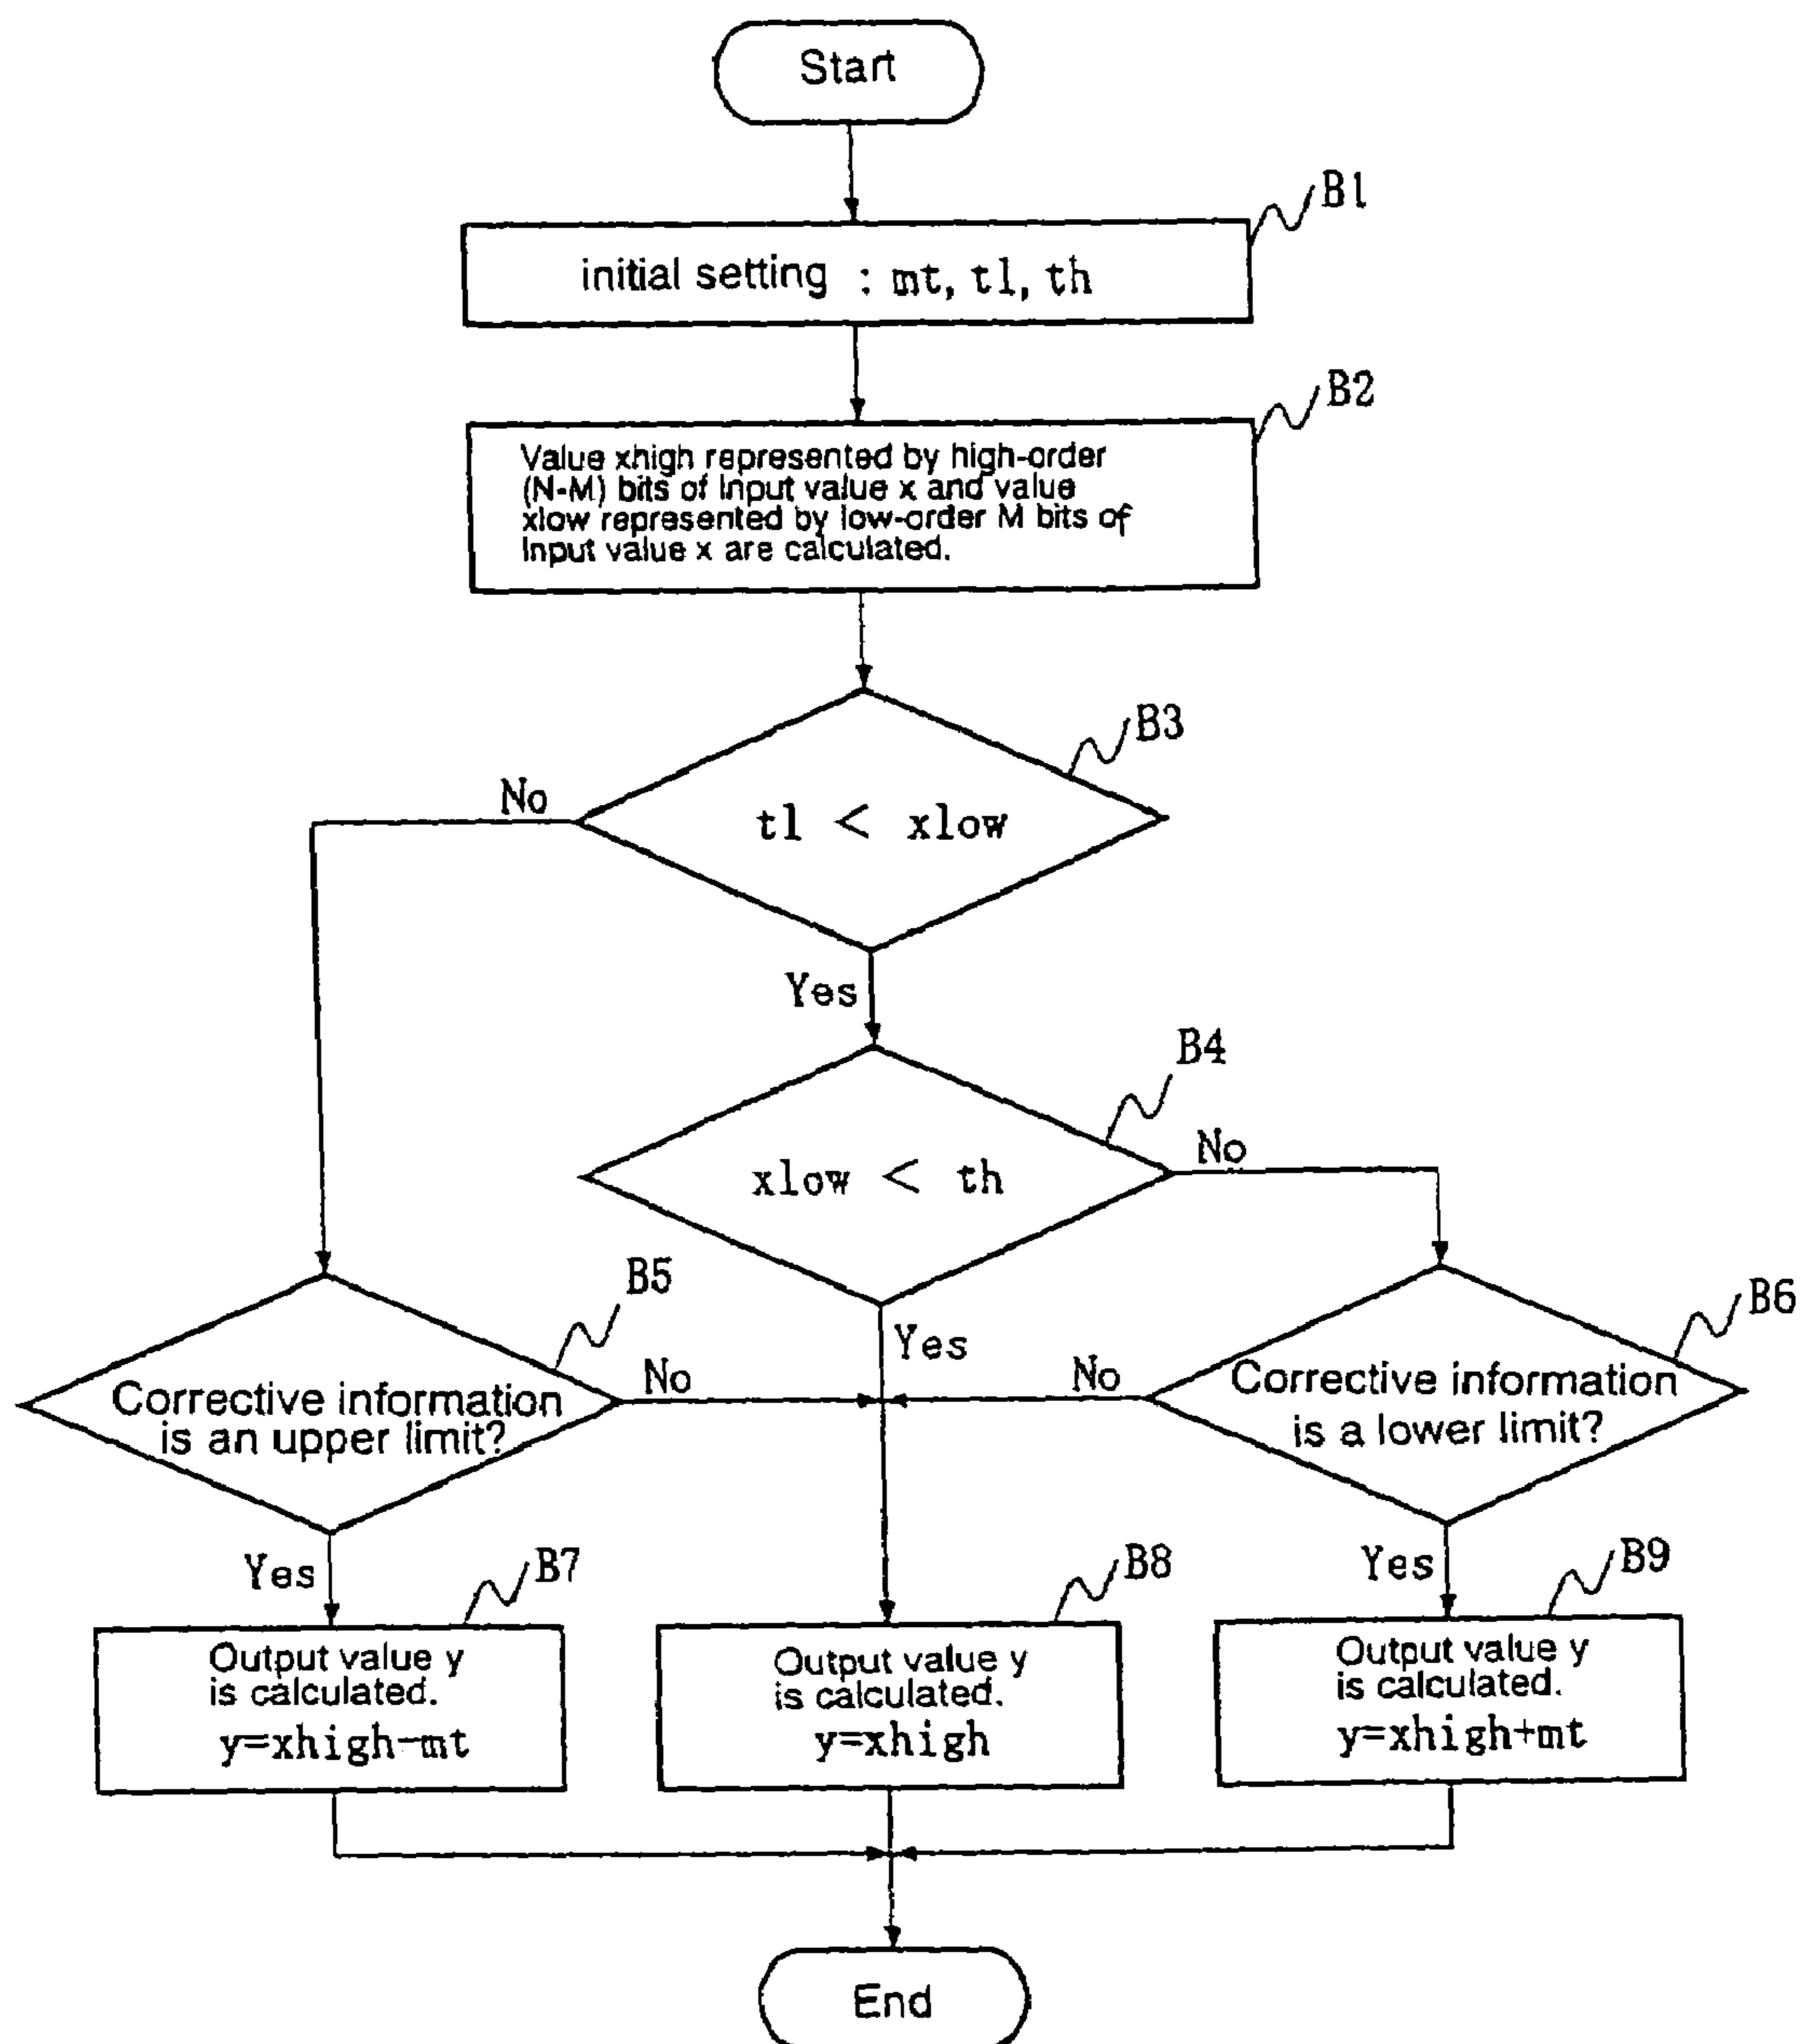 Start
B1
initial setting : mt, tl, th
B2
Value xhigh represented by high-order
(N-M) bits of Input value x and value
xlow represented by low-order M bits of
Input value x are calculated.
B3
No
tl < xlow
Yes
B4
xlow < th
No
B5
B6
Yes
No
No
Corrective information
is an upper limit?
Corrective information
is a lower limit?
Yes
B7
B8
Yes
B9
Output value y
is calculated.
y=xhigh-mt
Output value y
is calculated.
y=xhigh
Output value y
is calculated.
y=xhigh+mt
End